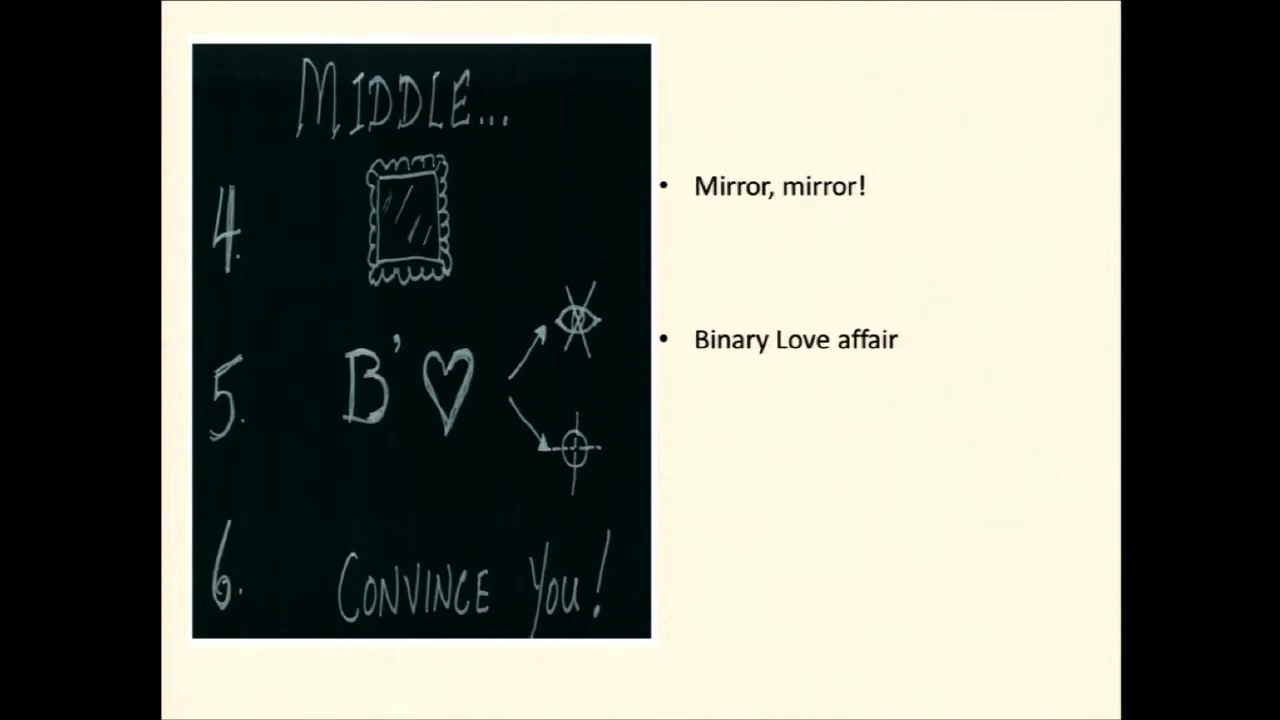 MIDDLE...
4.
5. B'
6. CONVINCE YOU!
• Mirror, mirror!
• Binary Love affair